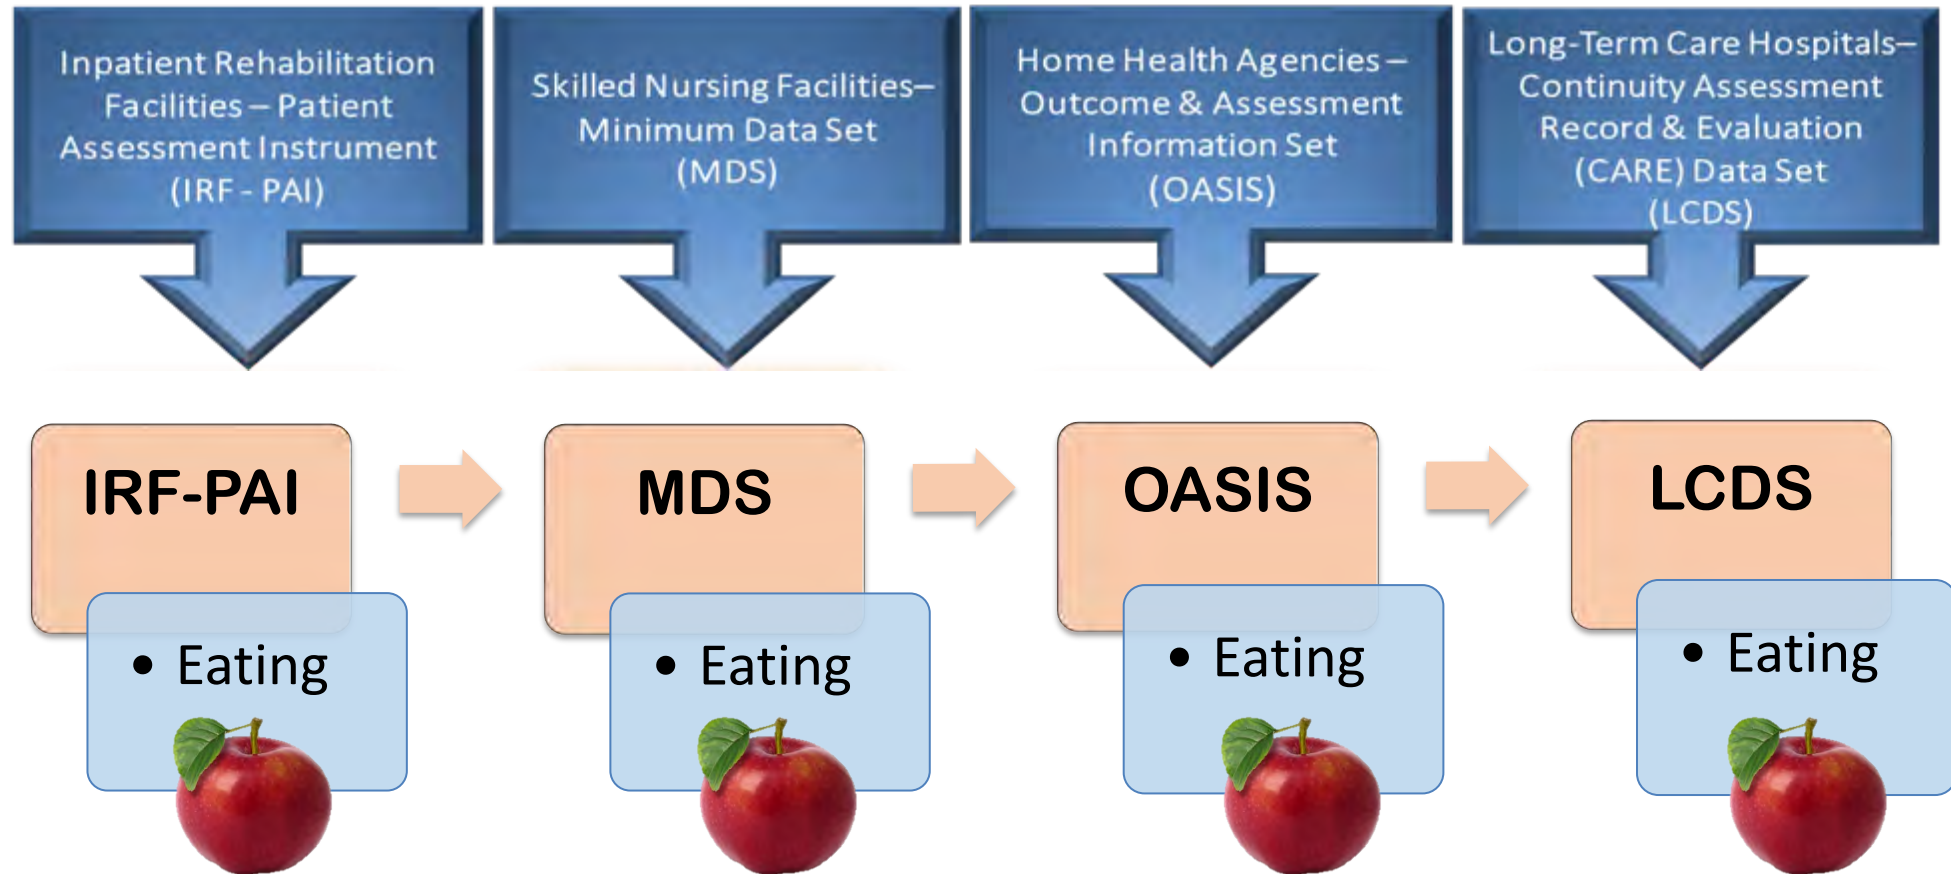 Inpatient Rehabilitation
Facilities – Patient
Assessment Instrument
(IRF - PAI)
Skilled Nursing Facilities–
Minimum Data Set
(MDS)
Home Health Agencies –
Outcome & Assessment
Information Set
(OASIS)
Long-Term Care Hospitals–
Continuity Assessment
Record & Evaluation
(CARE) Data Set
(LCDS)
IRF-PAI
MDS
OASIS
LCDS
• Eating
• Eating
• Eating
• Eating